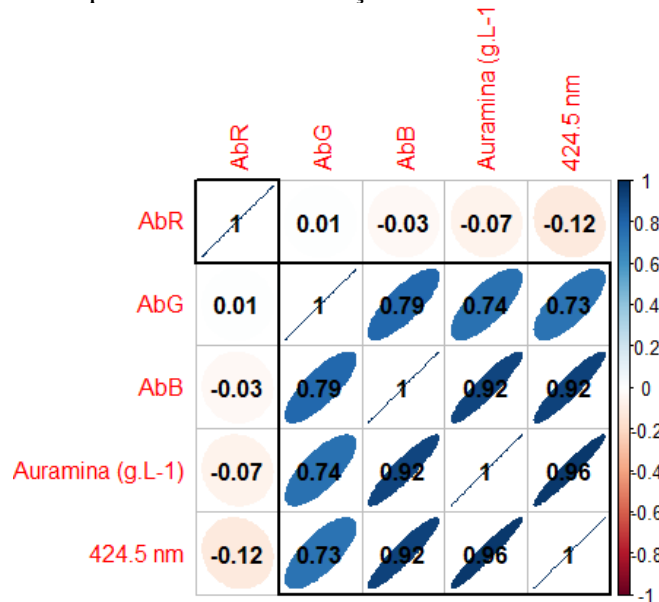 AbR
AbG
AbB
Auramina (g.L-1
424.5 nm
AbR 1 0.01 -0.03 -0.07 -0.12
AbG 0.01 1 0.79 0.74 0.73
AbB -0.03 0.79 1 0.92 0.92
Auramina (g.L-1) -0.07 0.74 0.92 1 0.96
424.5 nm -0.12 0.73 0.92 0.96 1
1
0.8
0.6
0.4
0.2
0
-0.2
-0.4
-0.6
-0.8
-1